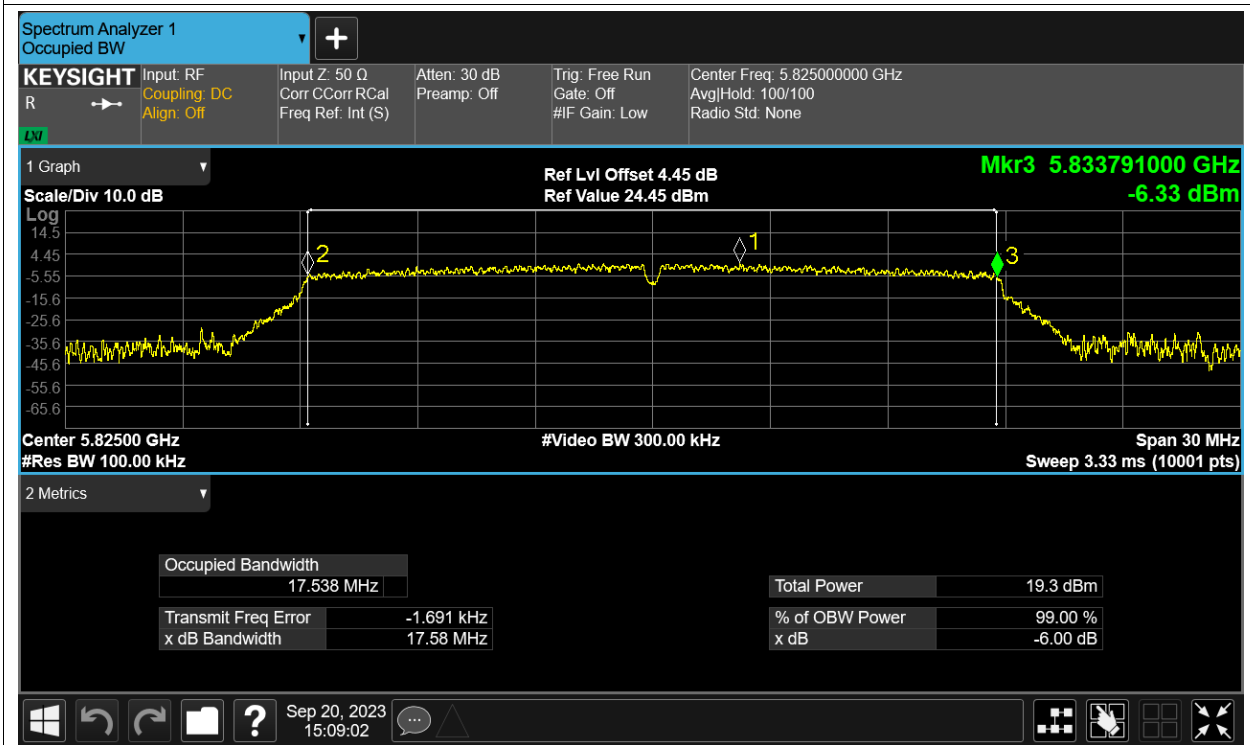 Spectrum Analyzer 1
Occupied BW
KEYSIGHT
R
LXI
Input: RF
Coupling: DC
Align: Off
Input Z: 50 Ω
Corr CCorr RCal
Freq Ref: Int (S)
Atten: 30 dB
Preamp: Off
Trig: Free Run
Gate: Off
#IF Gain: Low
Center Freq: 5.825000000 GHz
Avg|Hold: 100/100
Radio Std: None
1 Graph
Scale/Div 10.0 dB
Ref Lvl Offset 4.45 dB
Ref Value 24.45 dBm
Mkr3 5.833791000 GHz
-6.33 dBm
Log
14.5
4.45
-5.55
-15.6
-25.6
-35.6
-45.6
-55.6
-65.6
2
1
3
Center 5.82500 GHz
#Res BW 100.00 kHz
#Video BW 300.00 kHz
Span 30 MHz
Sweep 3.33 ms (10001 pts)
2 Metrics
Occupied Bandwidth
17.538 MHz
Transmit Freq Error -1.691 kHz
x dB Bandwidth 17.58 MHz
Total Power 19.3 dBm
% of OBW Power 99.00 %
x dB -6.00 dB
Sep 20, 2023
15:09:02